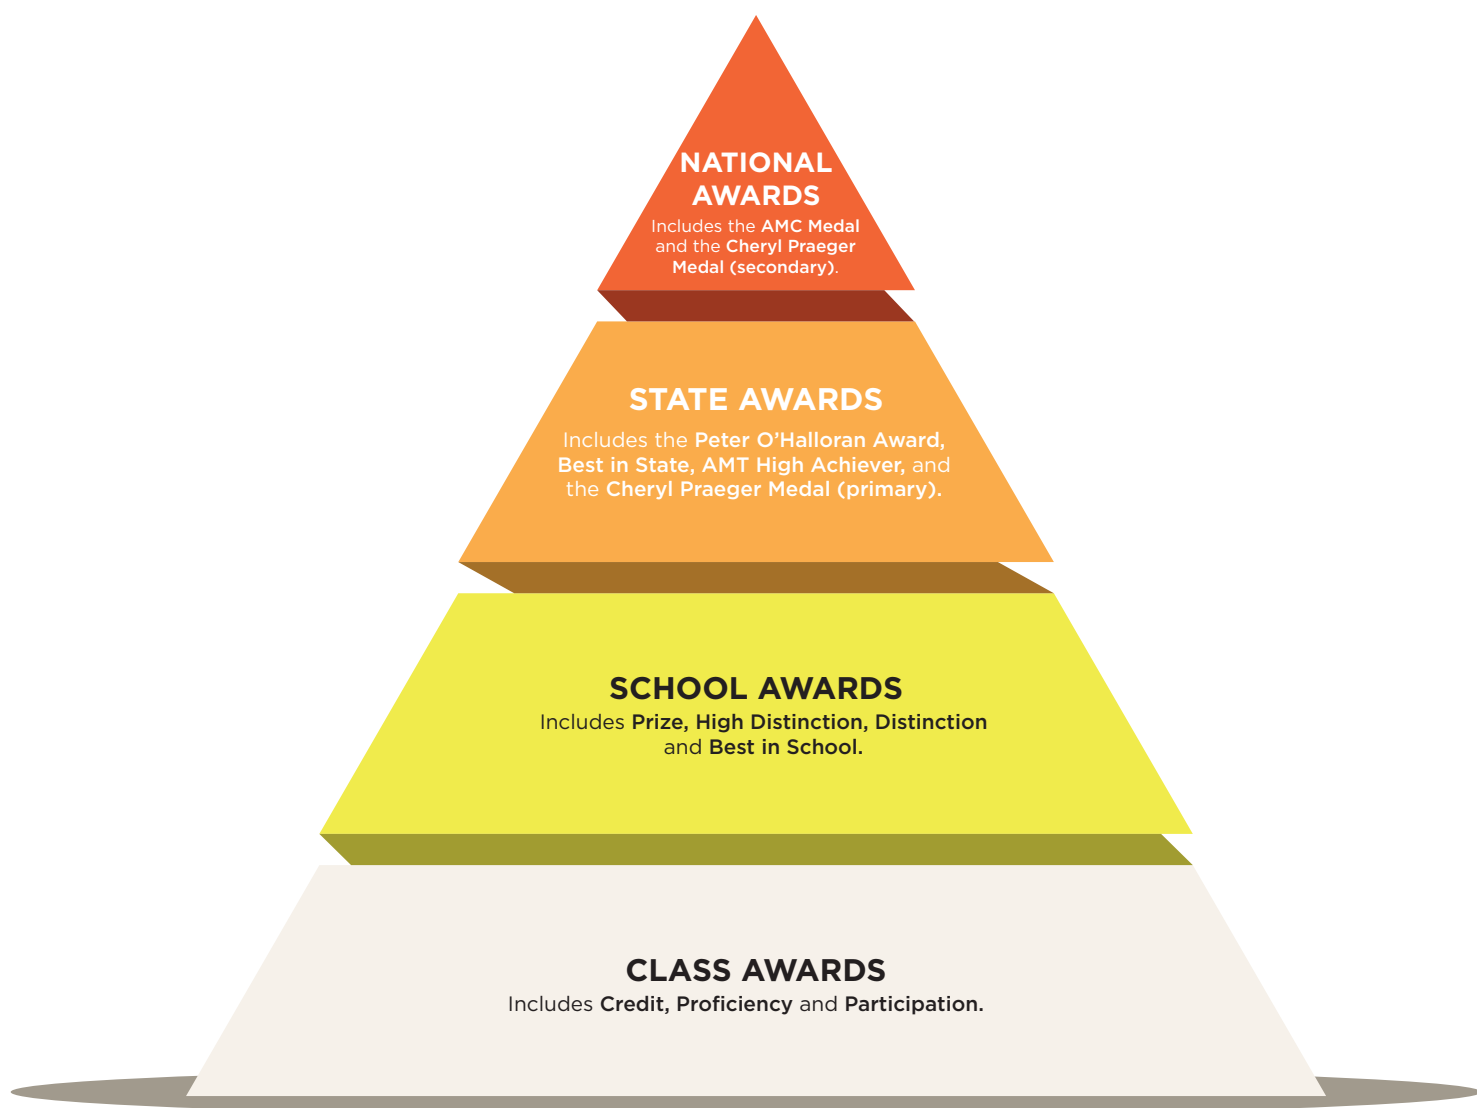 NATIONAL
AWARDS
Includes the AMC Medal
and the Cheryl Praeger
Medal (secondary).
STATE AWARDS
Includes the Peter O’Halloran Award,
Best in State, AMT High Achiever, and
the Cheryl Praeger Medal (primary).
SCHOOL AWARDS
Includes Prize, High Distinction, Distinction
and Best in School.
CLASS AWARDS
Includes Credit, Proficiency and Participation.